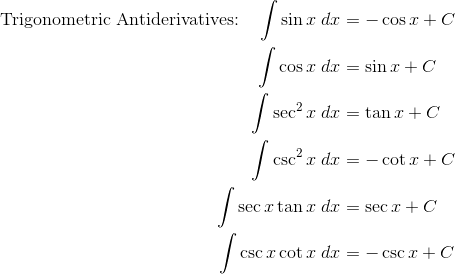 Trigonometric Antiderivatives: ∫ sin x dx = − cos x + C
∫ cos x dx = sin x + C
∫ sec² x dx = tan x + C
∫ csc² x dx = − cot x + C
∫ sec x tan x dx = sec x + C
∫ csc x cot x dx = − csc x + C